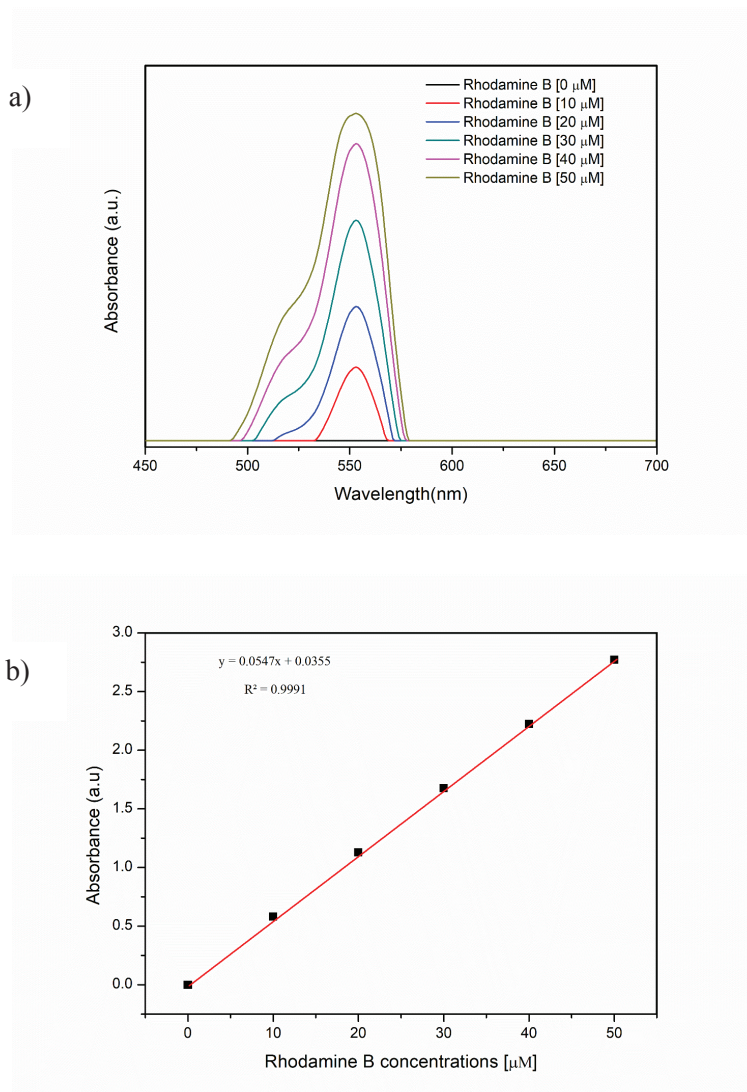 a)
Rhodamine B [0 μM]
Rhodamine B [10 μM]
Rhodamine B [20 μM]
Rhodamine B [30 μM]
Rhodamine B [40 μM]
Rhodamine B [50 μM]
Absorbance (a.u.)
450 500 550 600 650 700
Wavelength(nm)
b)
y = 0.0547x + 0.0355
R² = 0.9991
3.0
2.5
2.0
1.5
1.0
0.5
0.0
Absorbance (a.u)
0 10 20 30 40 50
Rhodamine B concentrations [μM]